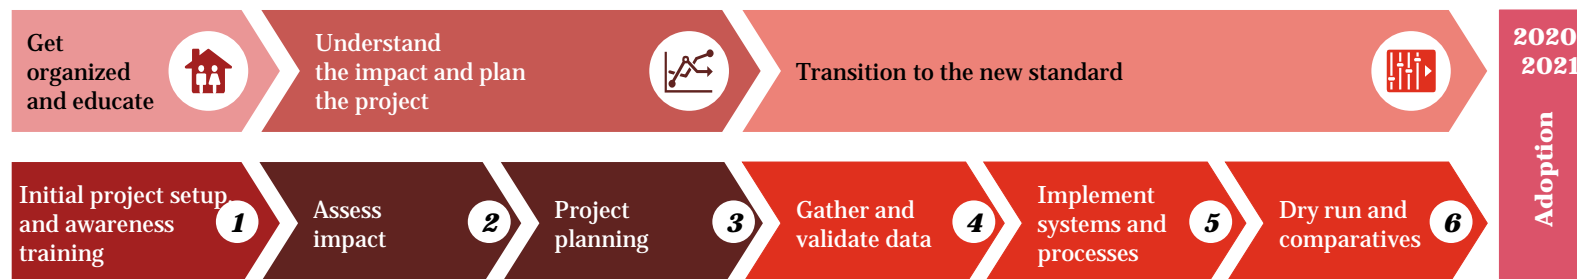 Get
organized
and educate
Understand
the impact and plan
the project
Transition to the new standard
2020
2021
Adoption
Initial project setup
and awareness
training
1
Assess
impact
2
Project
planning
3
Gather and
validate data
4
Implement
systems and
processes
5
Dry run and
comparatives
6